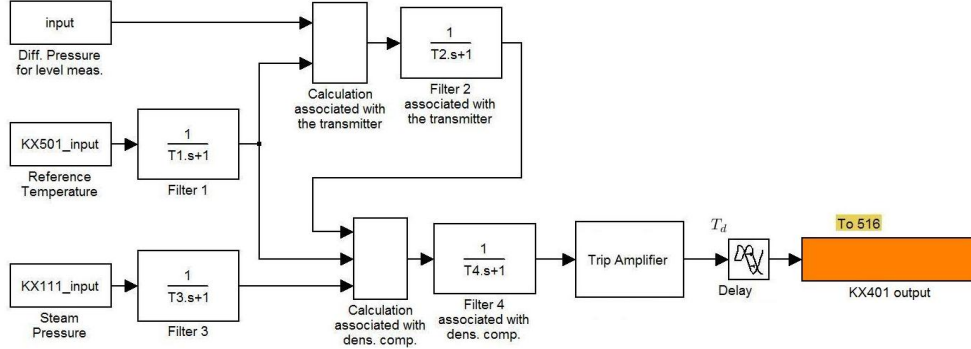 input
Diff. Pressure
for level meas.
Calculation
associated with
the transmitter
1
T2.s+1
Filter 2
associated with
the transmitter
KX501_input
Reference
Temperature
1
T1.s+1
Filter 1
KX111_input
Steam
Pressure
1
T3.s+1
Filter 3
Calculation
associated with
dens. comp.
1
T4.s+1
Filter 4
associated with
dens. comp.
Trip Amplifier
T_d
Delay
To 516
KX401 output